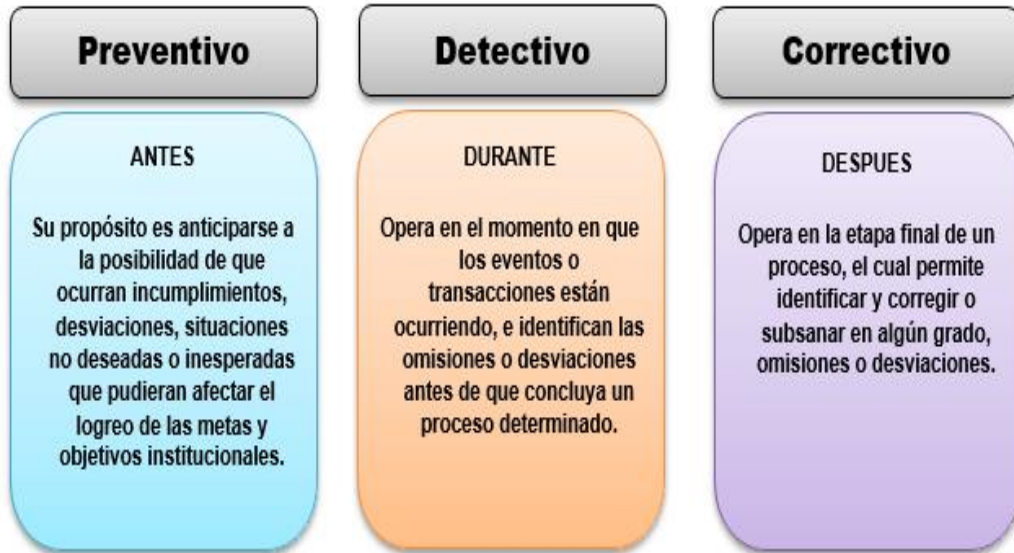 Preventivo
ANTES
Su propósito es anticiparse a
la posibilidad de que
ocurran incumplimientos,
desviaciones, situaciones
no deseadas o inesperadas
que pudieran afectar el
logreo de las metas y
objetivos institucionales.
Detectivo
DURANTE
Opera en el momento en que
los eventos o
transacciones están
ocurriendo, e identifican las
omisiones o desviaciones
antes de que concluya un
proceso determinado.
Correctivo
DESPUES
Opera en la etapa final de un
proceso, el cual permite
identificar y corregir o
subsanar en algún grado,
omisiones o desviaciones.